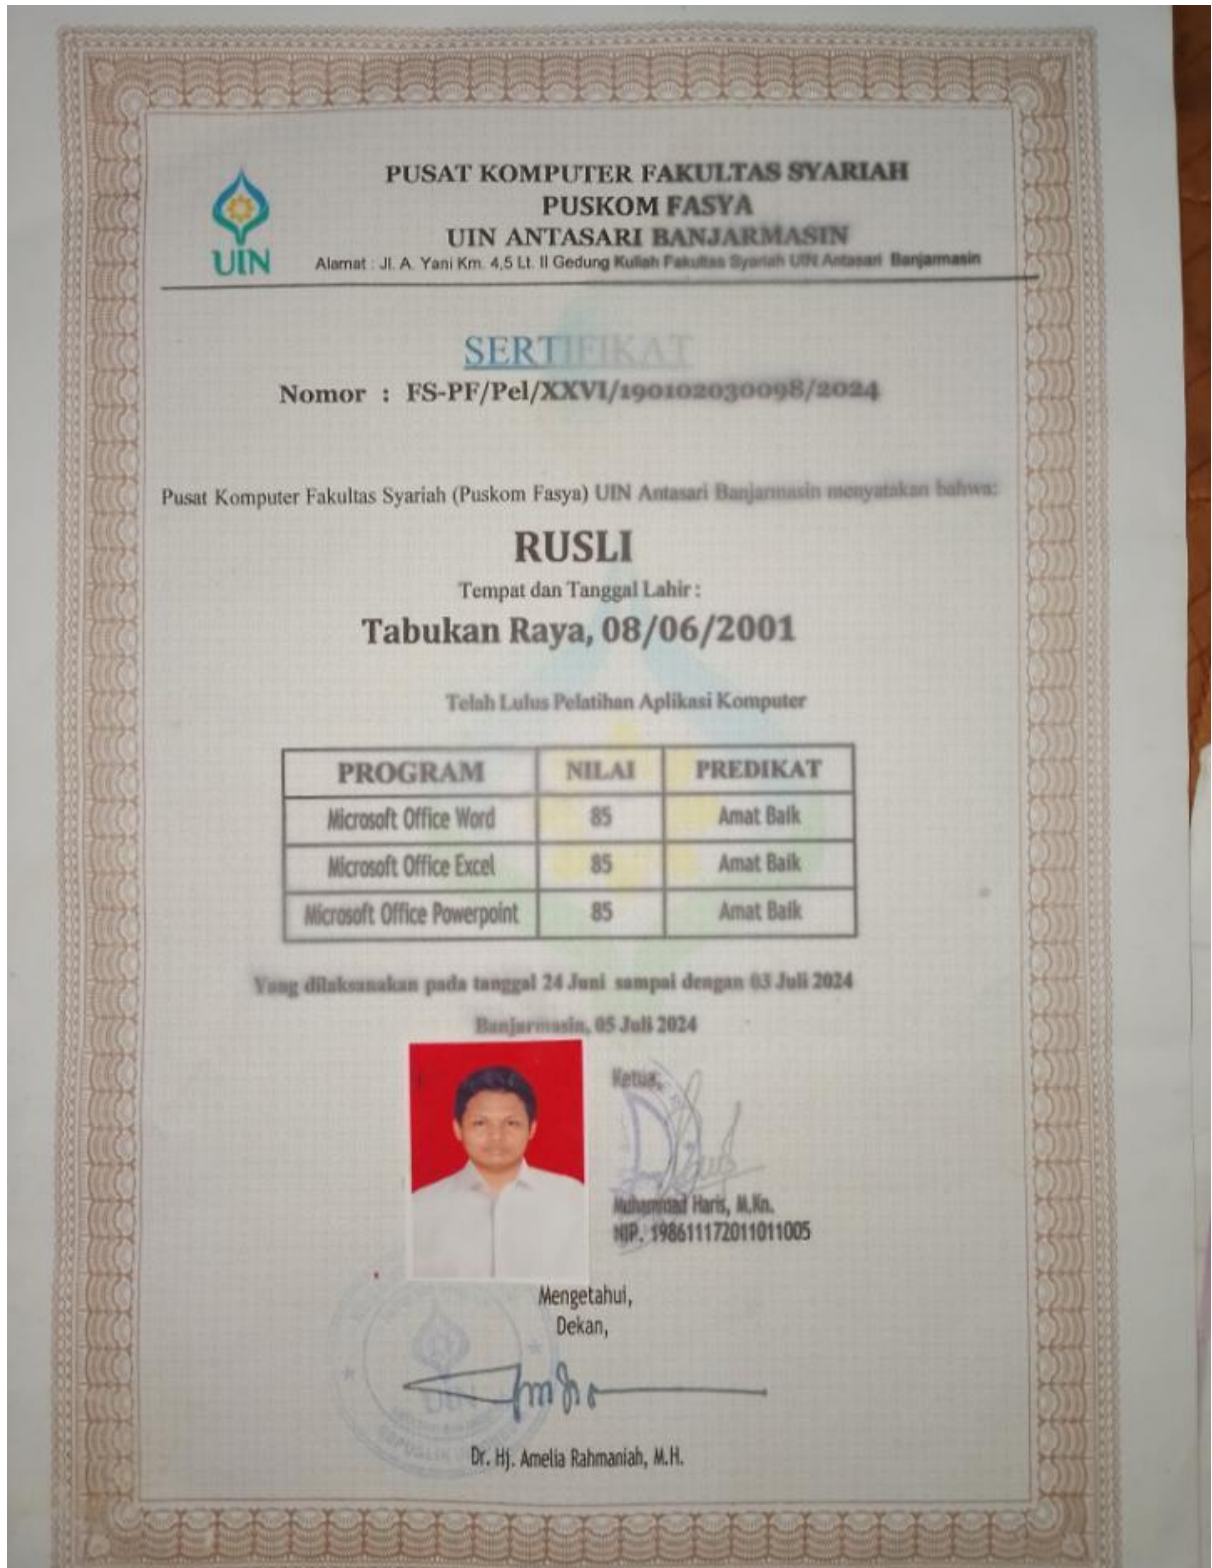 PUSAT KOMPUTER FAKULTAS SYARIAH
PUSKOM FASYA
UIN ANTASARI BANJARMASIN
UIN
Alamat : Jl. A. Yani Km. 4,5 Lt. II Gedung Kuliah Fakultas Syariah UIN Antasari Banjarmasin
SERTIFIKAT
Nomor : FS-PF/Pel/XXVI/190102030098/2024
Pusat Komputer Fakultas Syariah (Puskom Fasya) UIN Antasari Banjarmasin menyatakan bahwa:
RUSLI
Tempat dan Tanggal Lahir :
Tabukan Raya, 08/06/2001
Telah Lulus Pelatihan Aplikasi Komputer
PROGRAM NILAI PREDIKAT
Microsoft Office Word 85 Amat Baik
Microsoft Office Excel 85 Amat Baik
Microsoft Office Powerpoint 85 Amat Baik
Yang dilaksanakan pada tanggal 24 Juni sampai dengan 03 Juli 2024
Banjarmasin, 05 Juli 2024
Ketua,
Muhammad Haris, M.Kn.
NIP. 198611172011011005
Mengetahui,
Dekan,
Dr. Hj. Amelia Rahmaniah, M.H.